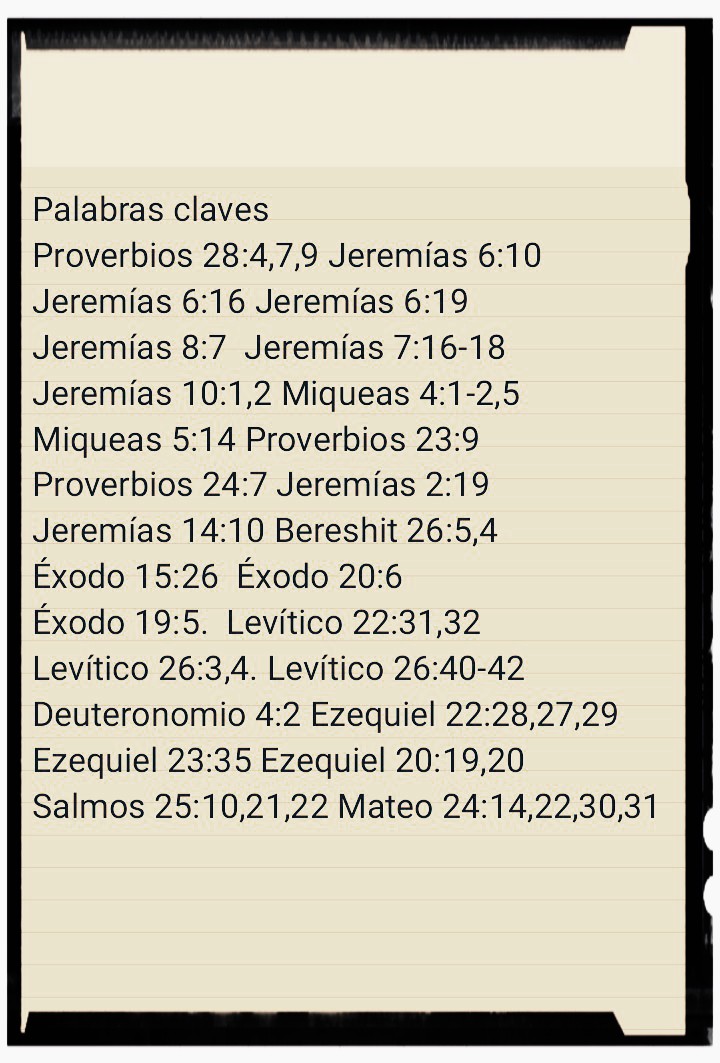 Palabras claves
Proverbios 28:4,7,9 Jeremías 6:10
Jeremías 6:16 Jeremías 6:19
Jeremías 8:7  Jeremías 7:16-18
Jeremías 10:1,2 Miqueas 4:1-2,5
Miqueas 5:14 Proverbios 23:9
Proverbios 24:7 Jeremías 2:19
Jeremías 14:10 Bereshit 26:5,4
Éxodo 15:26  Éxodo 20:6
Éxodo 19:5.  Levítico 22:31,32
Levítico 26:3,4. Levítico 26:40-42
Deuteronomio 4:2 Ezequiel 22:28,27,29
Ezequiel 23:35 Ezequiel 20:19,20
Salmos 25:10,21,22 Mateo 24:14,22,30,31